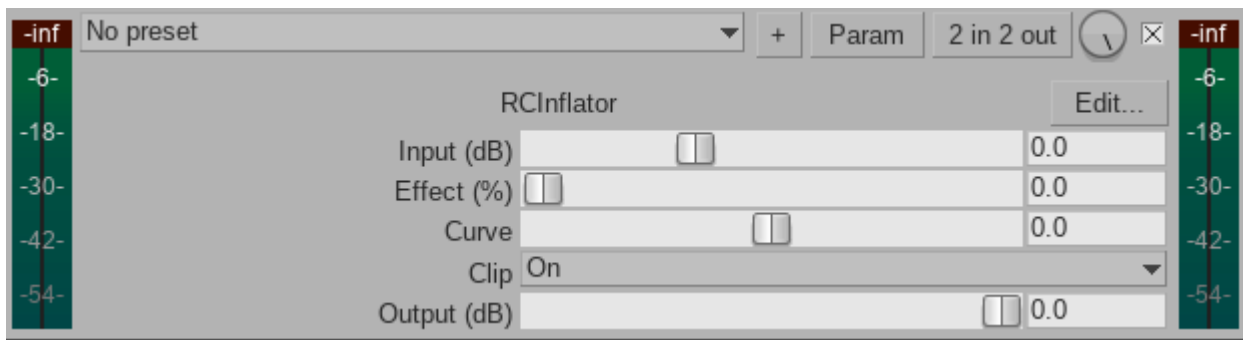 -inf No preset + Param 2 in 2 out -inf
-6- -6-
RCInflator Edit...
-18- -18-
Input (dB) 0.0
-30- Effect (%) 0.0 -30-
Curve 0.0
-42- -42-
Clip On
-54- -54-
Output (dB) 0.0